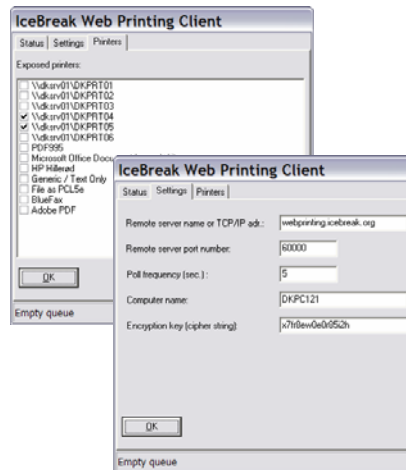 IceBreak Web Printing Client
Status Settings Printers
Exposed printers:
\\dksrv01\DKPRT01
\\dksrv01\DKPRT02
\\dksrv01\DKPRT03
\\dksrv01\DKPRT04
\\dksrv01\DKPRT05
\\dksrv01\DKPRT06
PDF995
Microsoft Office
HP Hillerød
Generic / Text Only
File as PCL5e
BlueFax
Adobe PDF
OK
Empty queue
IceBreak Web Printing Client
Status Settings Printers
Remote server name or TCP/IP adr.: webprinting.icebreak.org
Remote server port number: 60000
Poll frequency (sec.) : 5
Computer name: DKPC121
Encryption key (cipher string):
OK
Empty queue